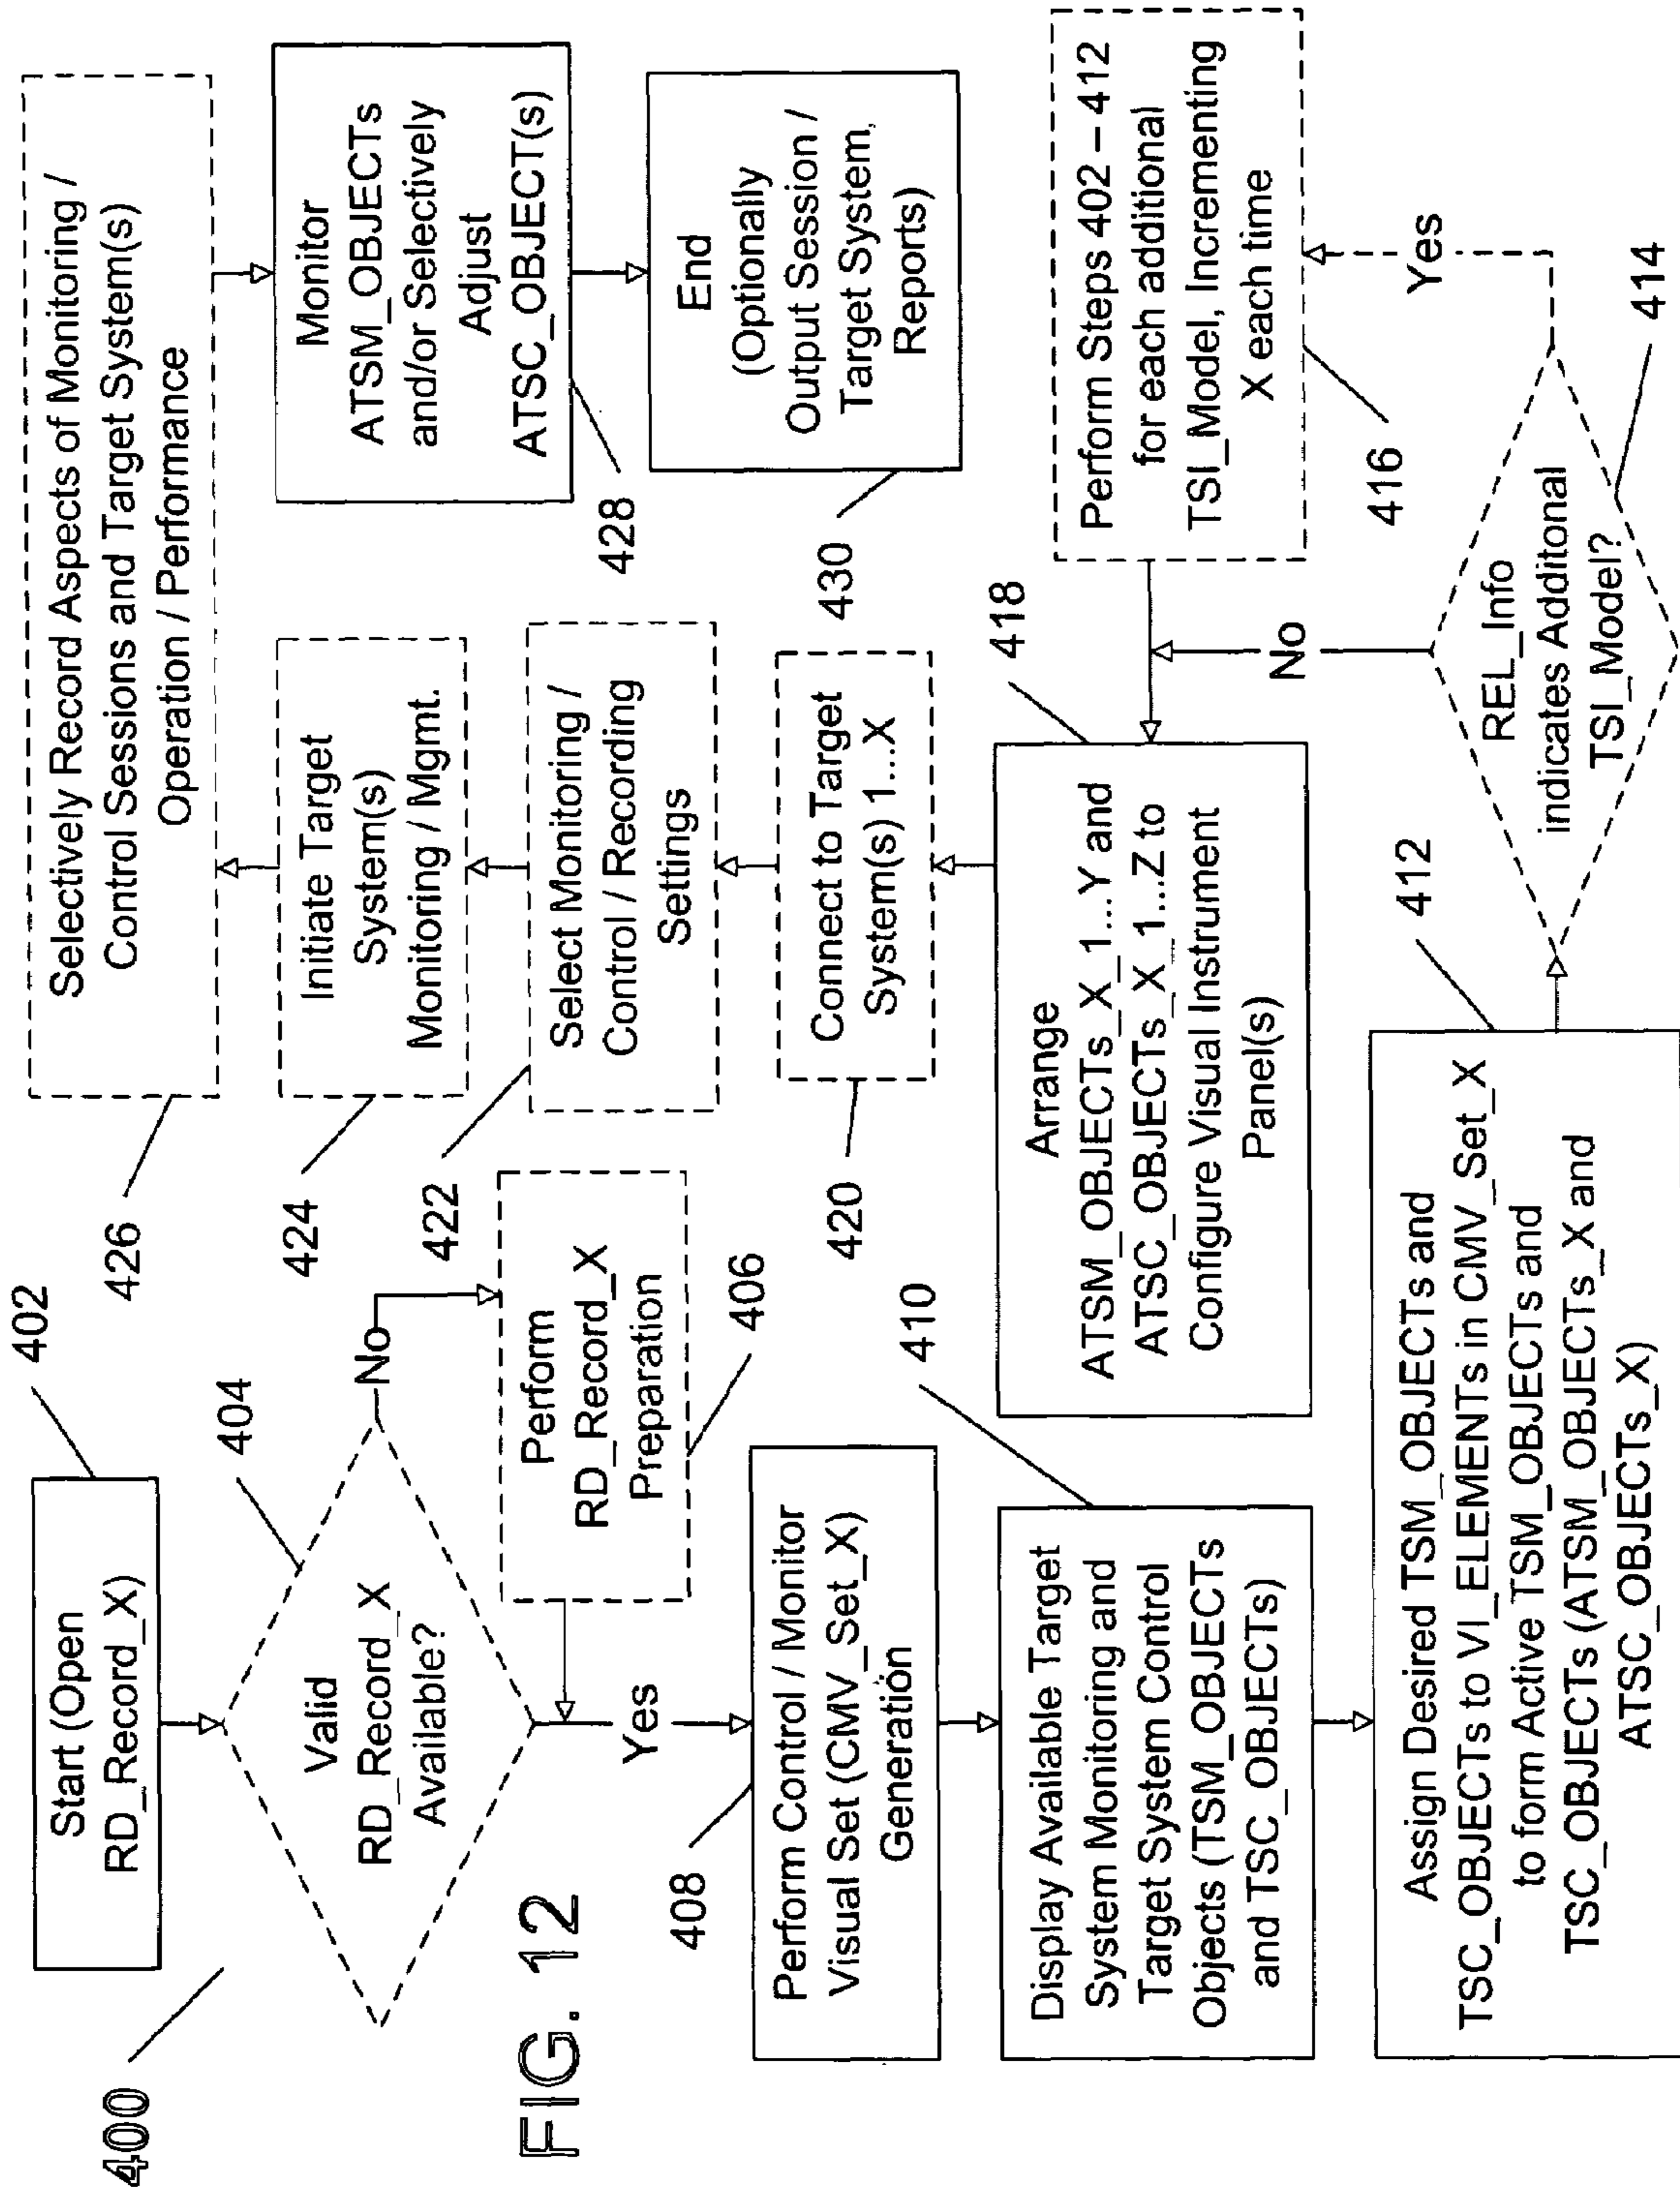 400
FIG. 12
402
Start (Open
RD_Record_X)
404
Valid
RD_Record_X
Available?
No
Yes
Perform
RD_Record_X
Preparation
406
408
Perform Control / Monitor
Visual Set (CMV_Set_X)
Generation
410
Display Available Target
System Monitoring and
Target System Control
Objects (TSM_OBJECTS
and TSC_OBJECTs)
412
Assign Desired TSM_OBJECTs and
TSC_OBJECTs to VI_ELEMENTs in CMV_Set_X
to form Active TSM_OBJECTs and
TSC_OBJECTs (ATSM_OBJECTs_X and
ATSC_OBJECTs_X)
REL_Info
indicates Additonal
TSI_Model?
414
Yes
No
Perform Steps 402 – 412
for each additional
TSI_Model, Incrementing
X each time
416
418
Arrange
ATSM_OBJECTs_X_1...Y and
ATSC_OBJECTs_X_1...Z to
Configure Visual Instrument
Panel(s)
420
Connect to Target
System(s) 1...X
422
Select Monitoring /
Control / Recording
Settings
424
Initiate Target
System(s)
Monitoring / Mgmt.
426
Selectively Record Aspects of Monitoring /
Control Sessions and Target System(s)
Operation / Performance
Monitor
ATSM_OBJECTs
and/or Selectively
Adjust
ATSC_OBJECT(s)
428
End
(Optionally
Output Session /
Target System,
Reports)
430